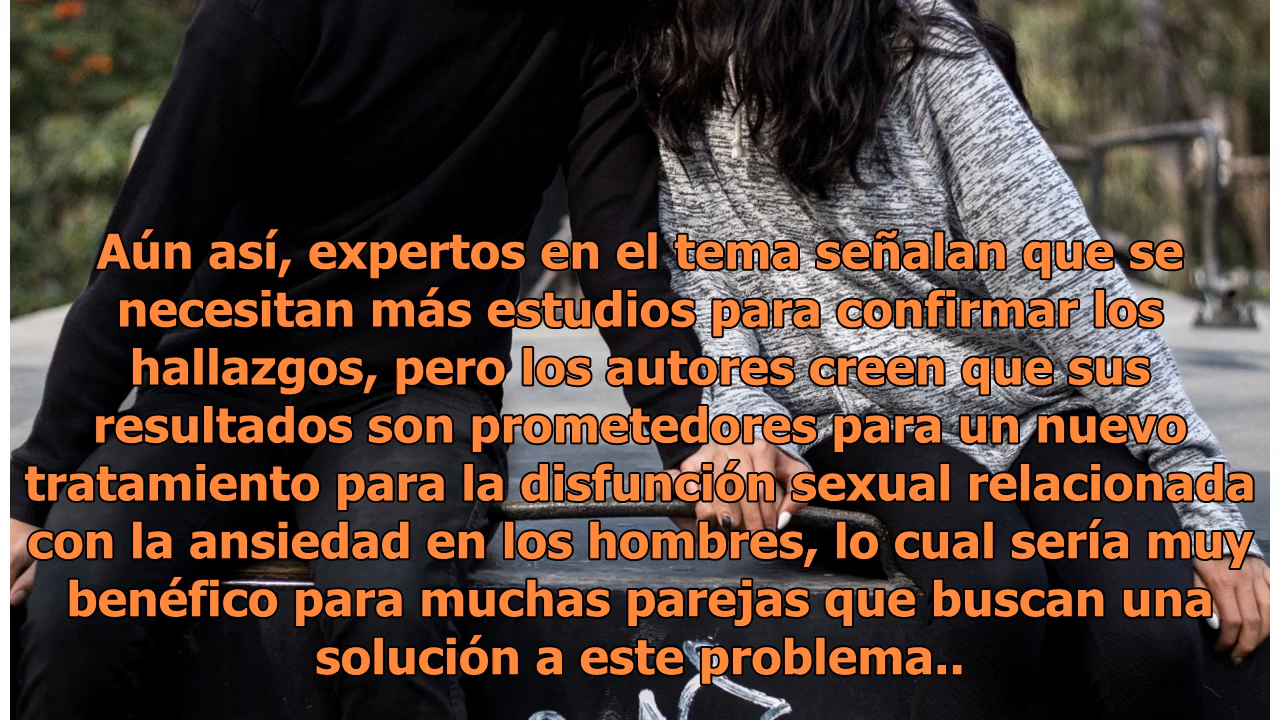 Aún así, expertos en el tema señalan que se
necesitan más estudios para confirmar los
hallazgos, pero los autores creen que sus
resultados son prometedores para un nuevo
tratamiento para la disfunción sexual relacionada
con la ansiedad en los hombres, lo cual sería muy
benéfico para muchas parejas que buscan una
solución a este problema..